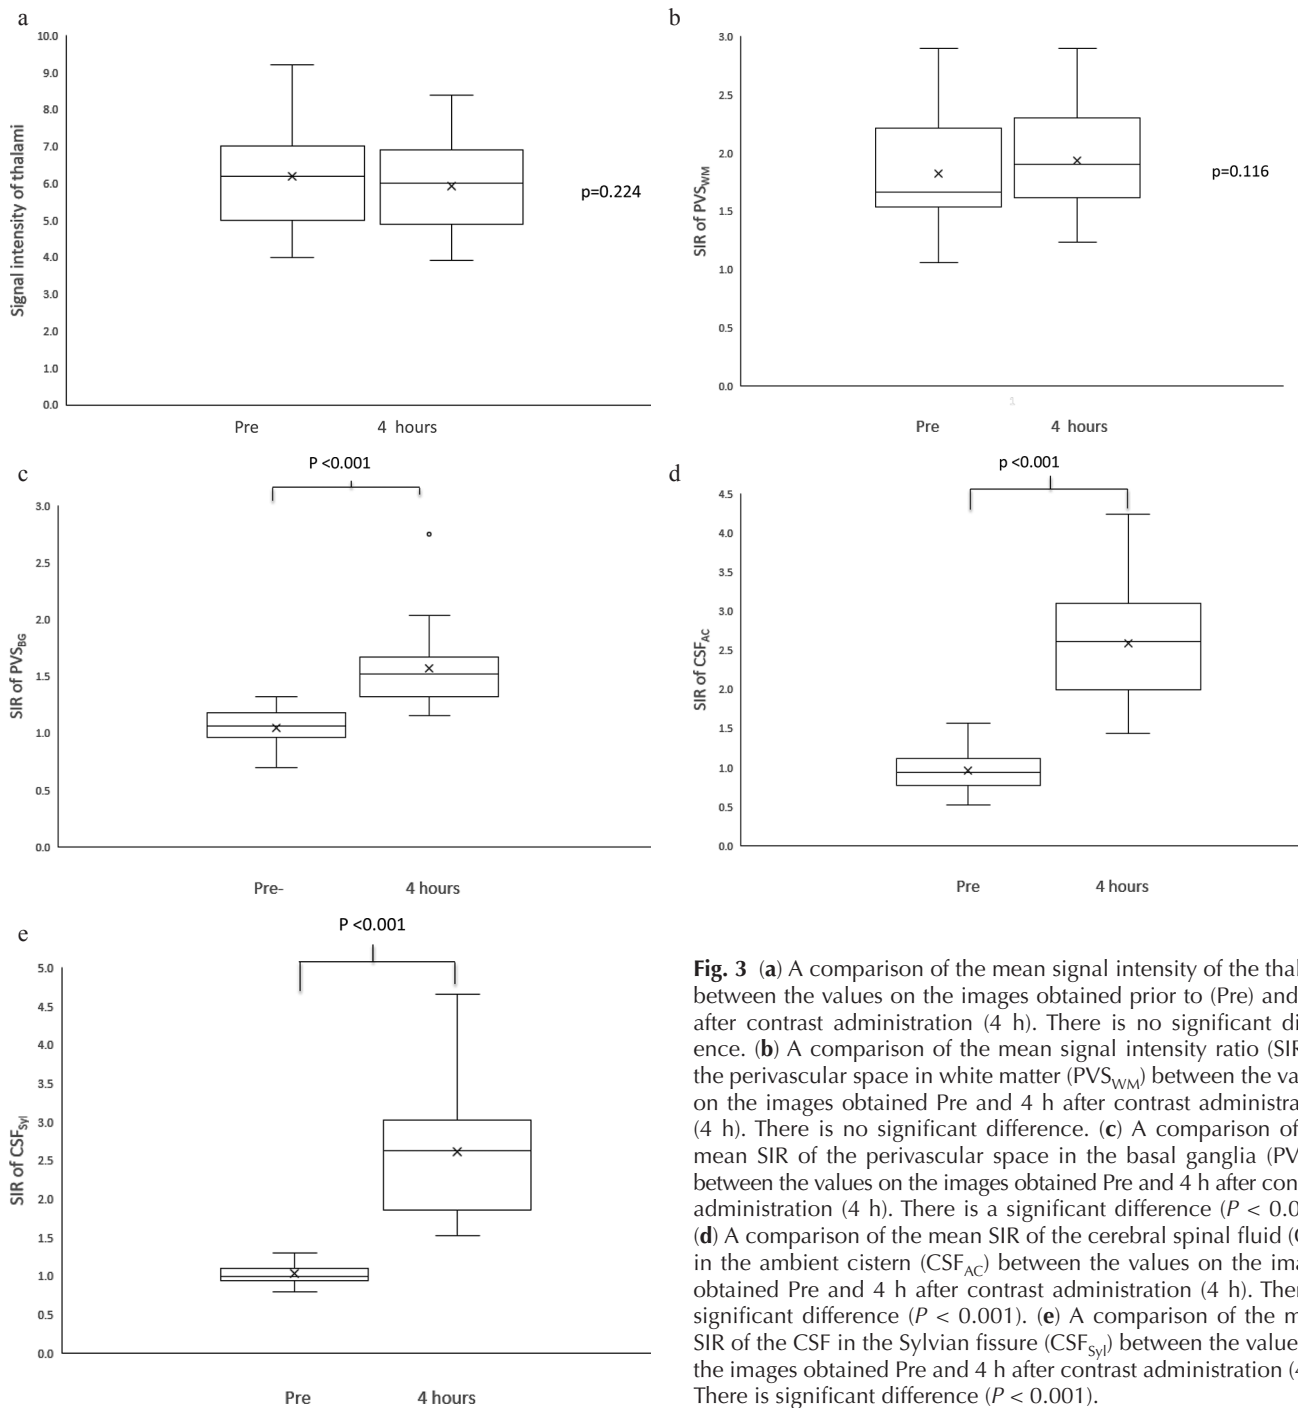 a
10.0
9.0
8.0
7.0
6.0
5.0
4.0
3.0
2.0
1.0
0.0
Signal intensity of thalami
p=0.224
Pre 4 hours
b
3.0
2.5
2.0
1.5
1.0
0.5
0.0
SIR of PVSWM
p=0.116
1
Pre 4 hours
c
P <0.001
3.0
2.5
2.0
1.5
1.0
0.5
0.0
SIR of PVSBG
Pre- 4 hours
d
p <0.001
4.5
4.0
3.5
3.0
2.5
2.0
1.5
1.0
0.5
0.0
SIR of CSFAC
Pre 4 hours
e
P <0.001
5.0
4.5
4.0
3.5
3.0
2.5
2.0
1.5
1.0
0.5
0.0
SIR of CSFSyl
Pre 4 hours
Fig. 3 (a) A comparison of the mean signal intensity of the thal
between the values on the images obtained prior to (Pre) and
after contrast administration (4 h). There is no significant di
ence. (b) A comparison of the mean signal intensity ratio (SIR
the perivascular space in white matter (PVSWM) between the va
on the images obtained Pre and 4 h after contrast administra
(4 h). There is no significant difference. (c) A comparison of
mean SIR of the perivascular space in the basal ganglia (PV
between the values on the images obtained Pre and 4 h after con
administration (4 h). There is a significant difference (P < 0.0
(d) A comparison of the mean SIR of the cerebral spinal fluid (
in the ambient cistern (CSFAC) between the values on the ima
obtained Pre and 4 h after contrast administration (4 h). Ther
significant difference (P < 0.001). (e) A comparison of the m
SIR of the CSF in the Sylvian fissure (CSFSyl) between the value
the images obtained Pre and 4 h after contrast administration (4
There is significant difference (P < 0.001).